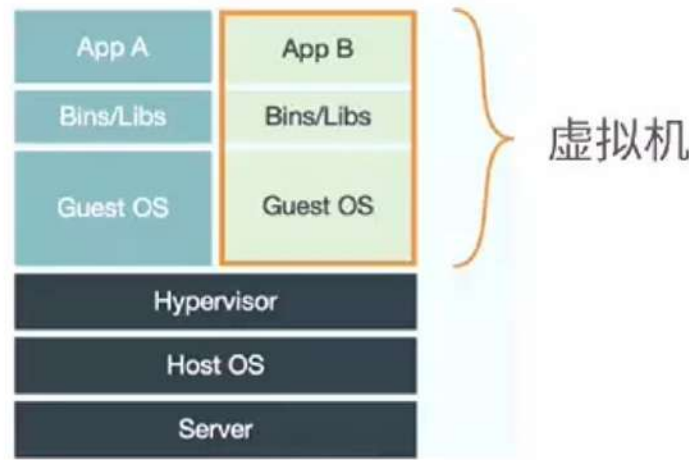 App A
App B
Bins/Libs
Bins/Libs
Guest OS
Guest OS
虚拟机
Hypervisor
Host OS
Server